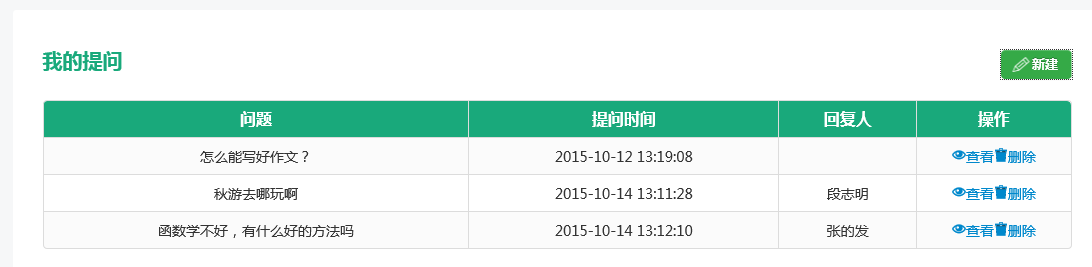 我的提问
新建
问题 提问时间 回复人 操作
怎么能写好作文？ 2015-10-12 13:19:08 查看删除
秋游去哪玩啊 2015-10-14 13:11:28 段志明 查看删除
函数学不好，有什么好的方法吗 2015-10-14 13:12:10 张的发 查看删除